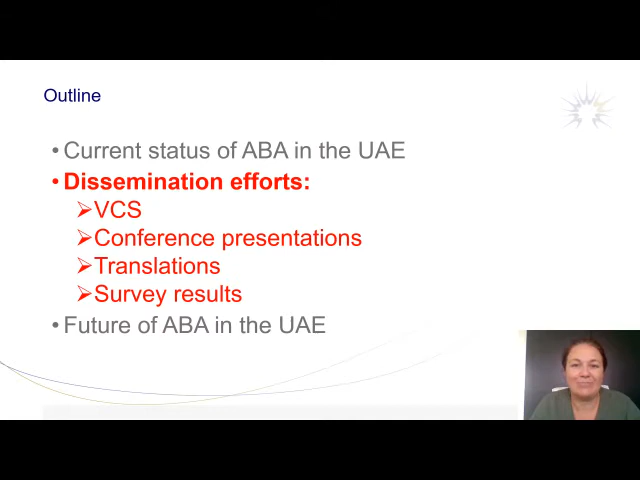 Outline
• Current status of ABA in the UAE
• Dissemination efforts:
➢VCS
➢Conference presentations
➢Translations
➢Survey results
• Future of ABA in the UAE